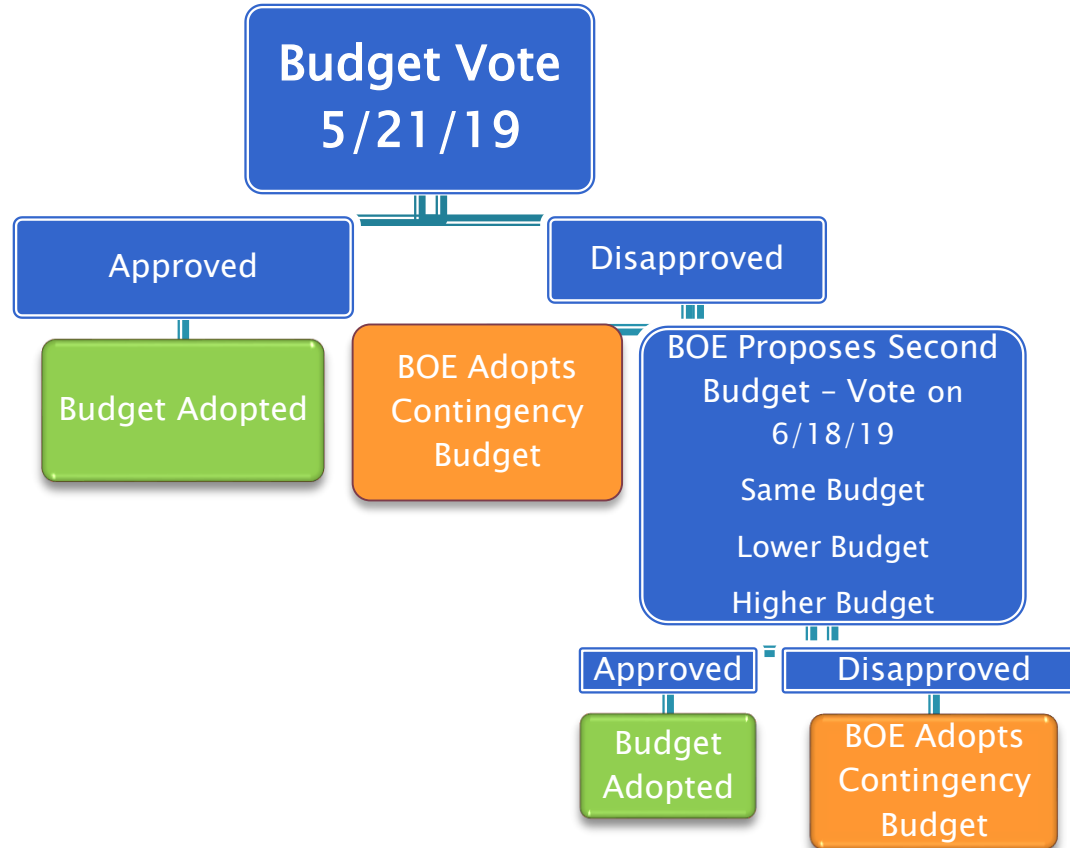 Budget Vote
5/21/19
Approved
Disapproved
Budget Adopted
BOE Adopts
Contingency
Budget
BOE Proposes Second
Budget – Vote on
6/18/19
Same Budget
Lower Budget
Higher Budget
Approved
Disapproved
Budget
Adopted
BOE Adopts
Contingency
Budget